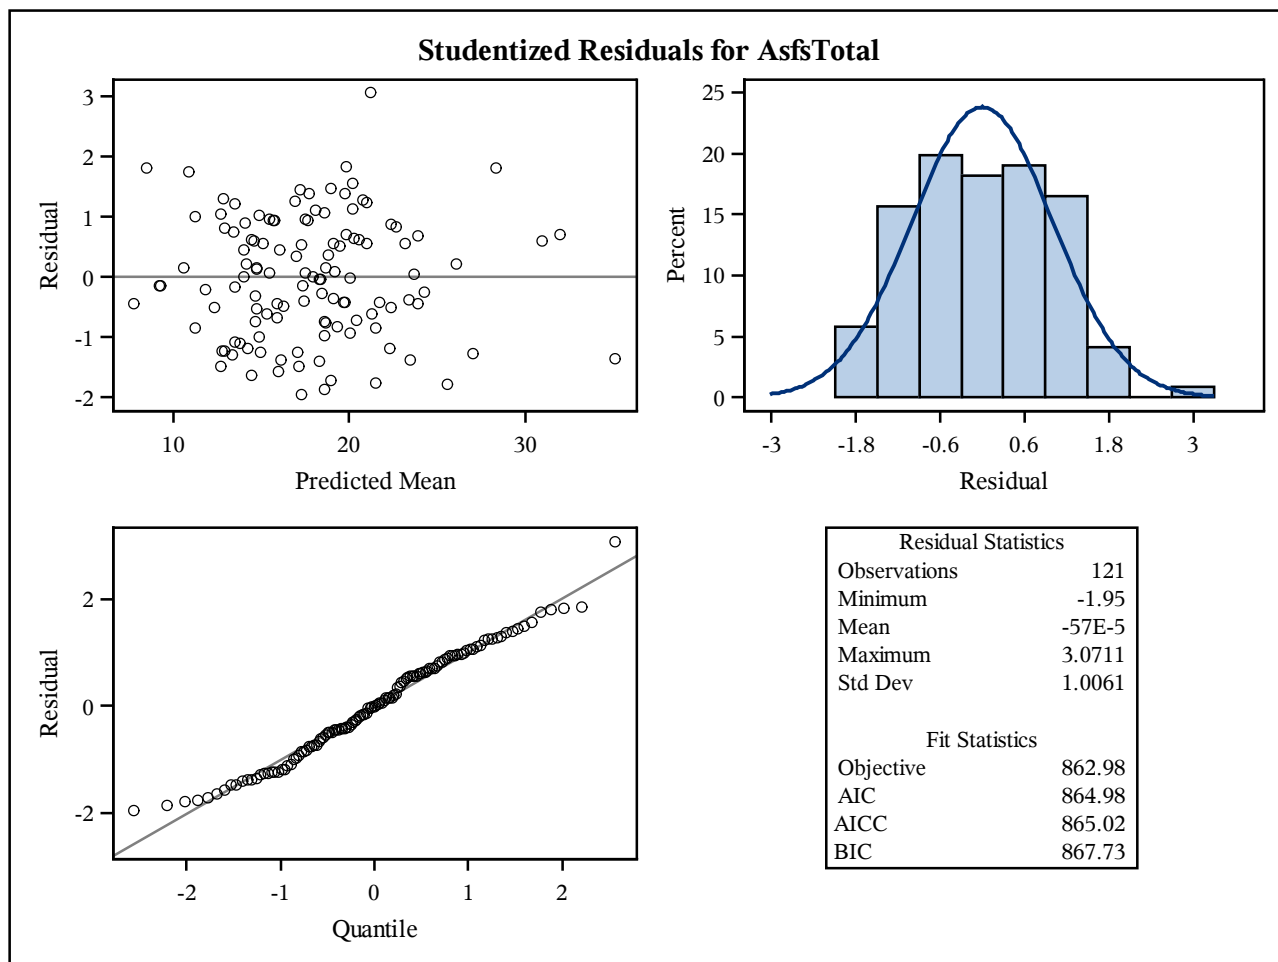 Studentized Residuals for AsfsTotal
Residual
3
2
1
0
-1
-2
10 20 30
Predicted Mean
Percent
25
20
15
10
5
0
-3 -1.8 -0.6 0.6 1.8 3
Residual
Residual
2
0
-2
-2 -1 0 1 2
Quantile
Residual Statistics
Observations 121
Minimum -1.95
Mean -57E-5
Maximum 3.0711
Std Dev 1.0061
Fit Statistics
Objective 862.98
AIC 864.98
AICC 865.02
BIC 867.73